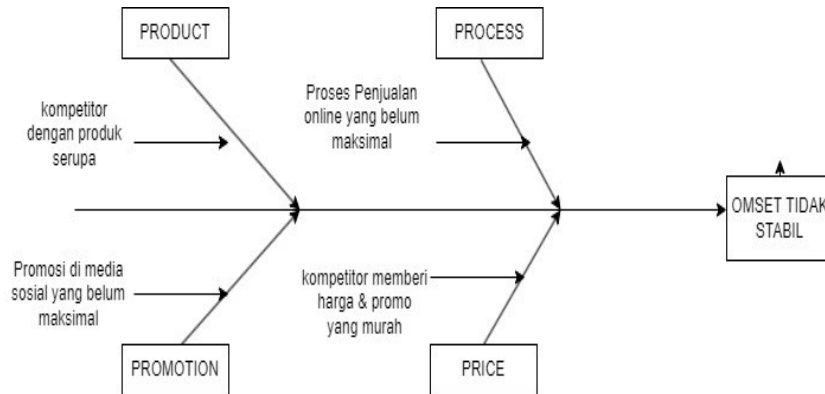 PRODUCT
PROCESS
kompetitor
dengan produk
serupa
Proses Penjualan
online yang belum
maksimal
OMSET TIDAK
STABIL
Promosi di media
sosial yang belum
maksimal
kompetitor memberi
harga & promo
yang murah
PROMOTION
PRICE